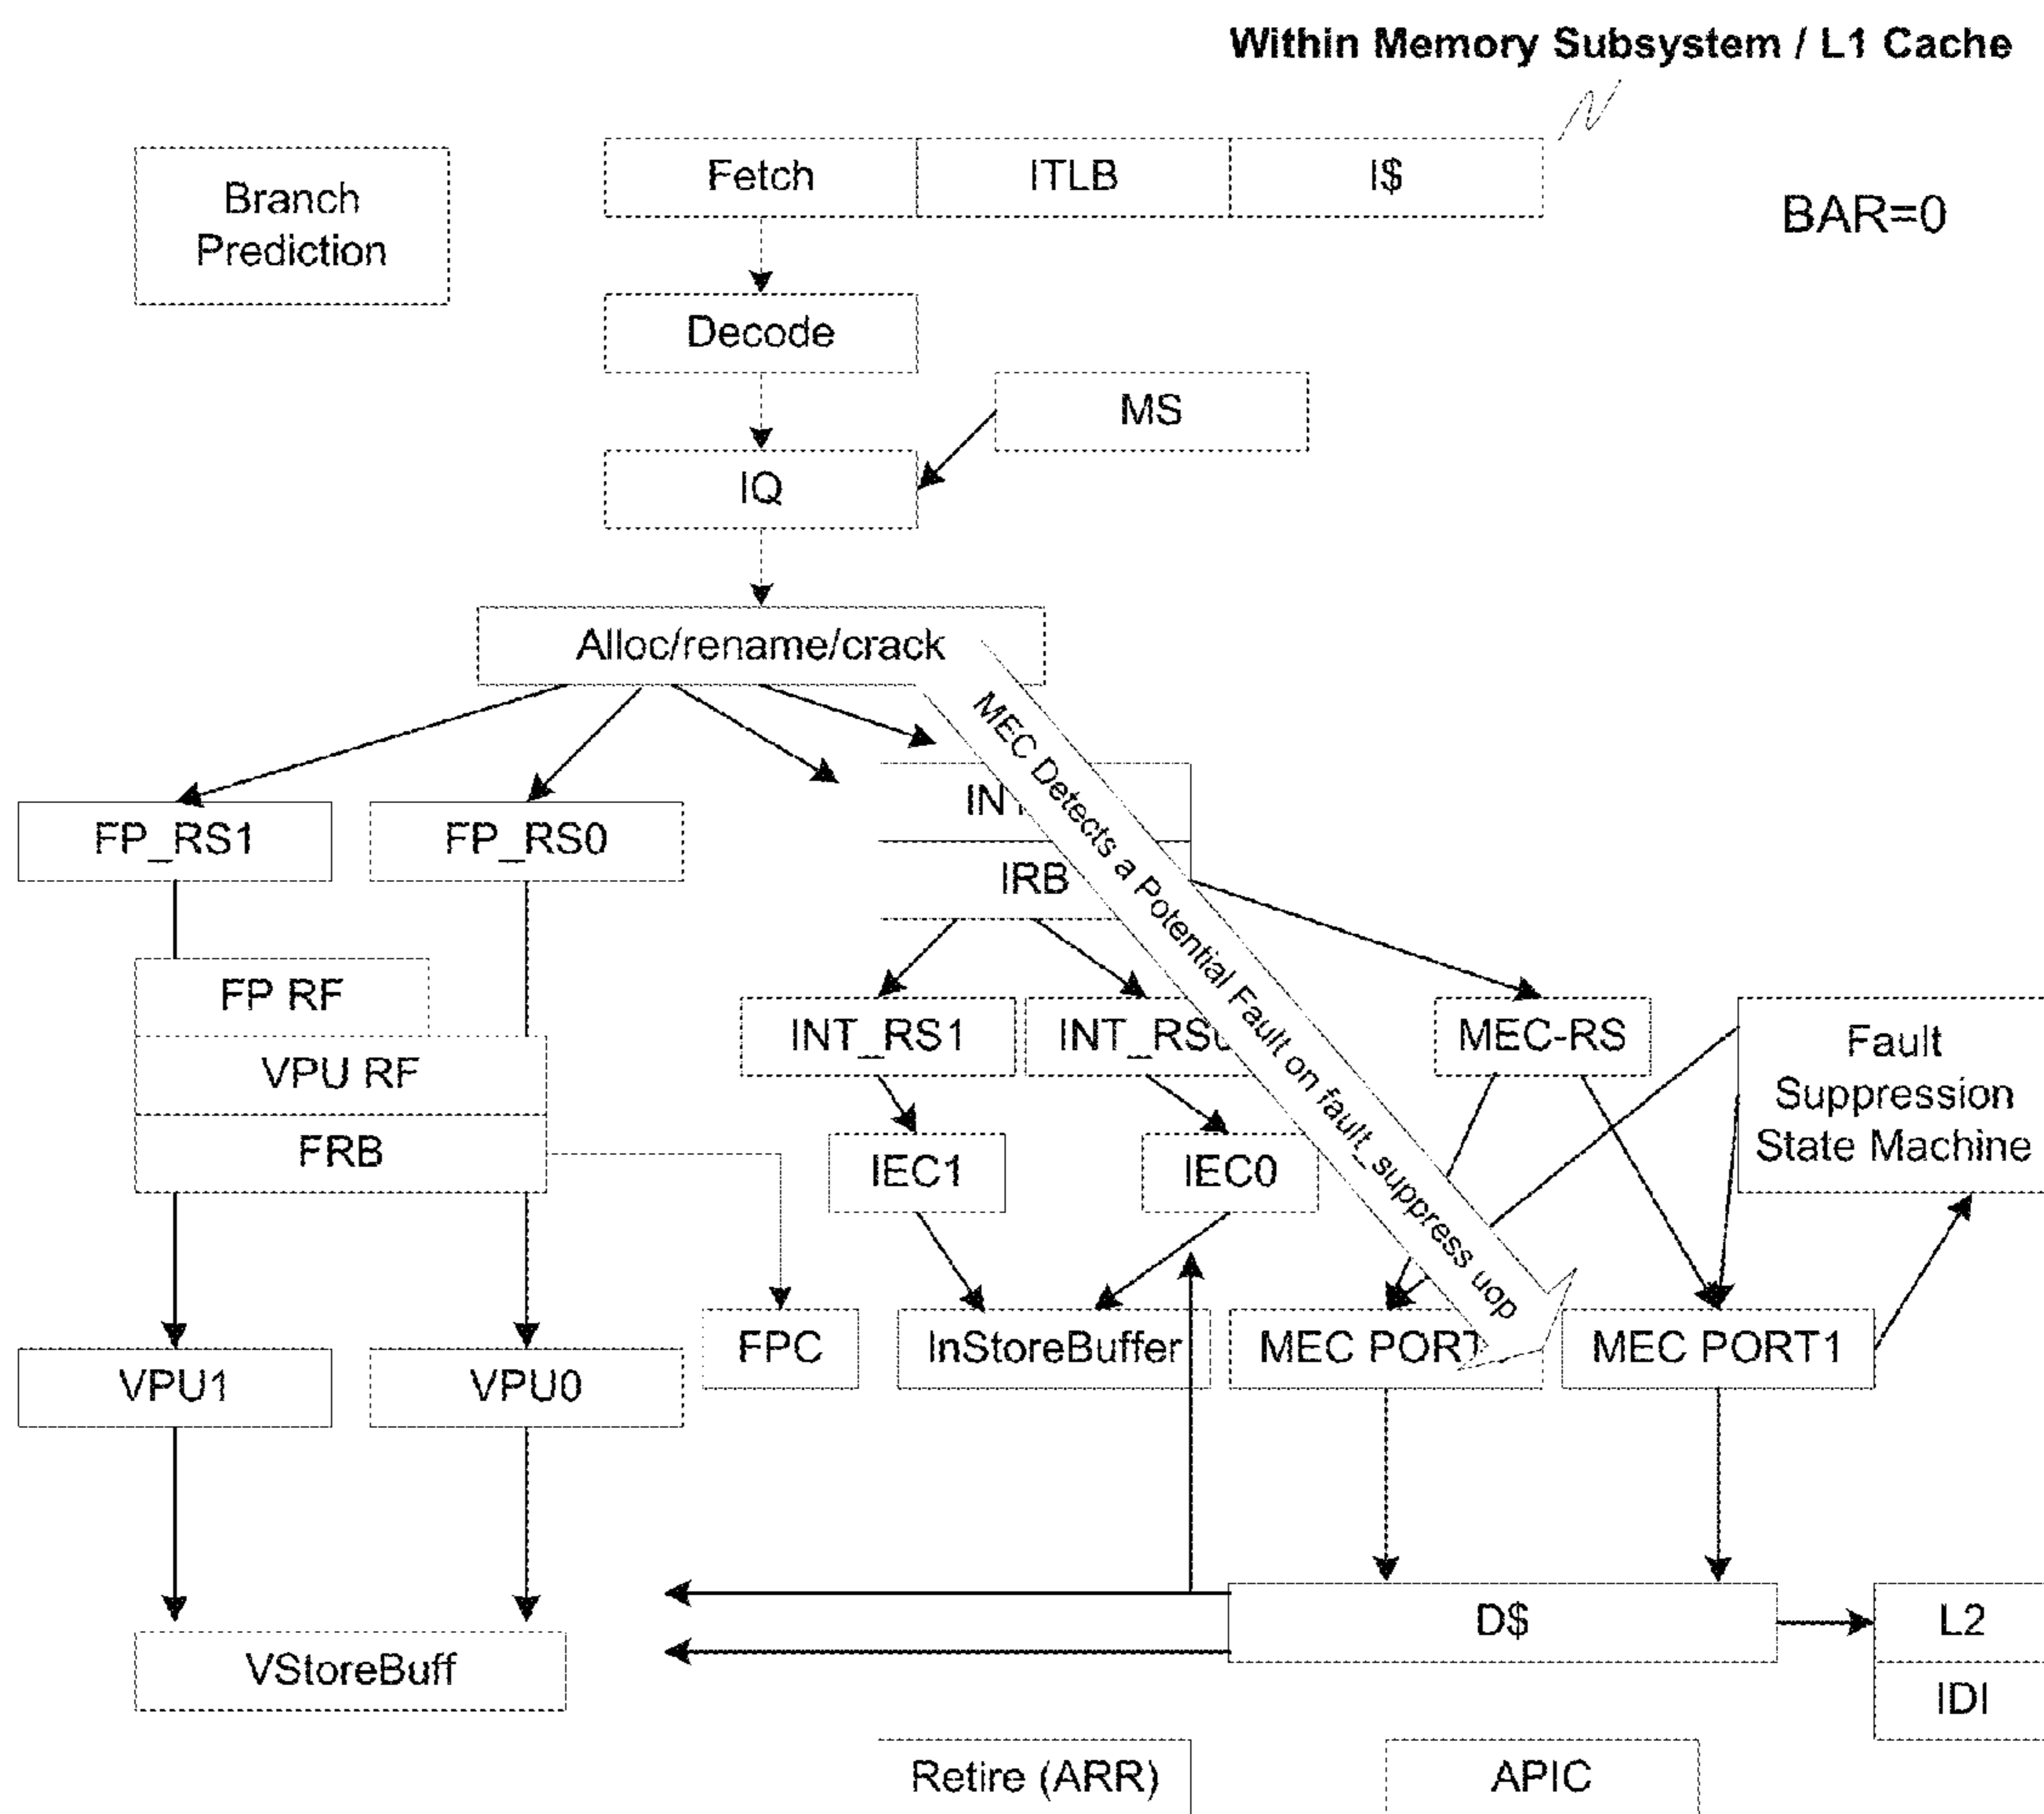 Within Memory Subsystem / L1 Cache
Branch
Prediction
Fetch
ITLB
I$
BAR=0
Decode
MS
IQ
Alloc/rename/crack
MEC Detects a Potential Fault on fault_suppress uop
FP_RS1
FP_RS0
IRB
FP RF
VPU RF
FRB
INT_RS1
MEC-RS
Fault
Suppression
State Machine
IEC1
IEC0
FPC
InStoreBuffer
MEC PORT1
VPU1
VPU0
VStoreBuff
D$
L2
IDI
Retire (ARR)
APIC